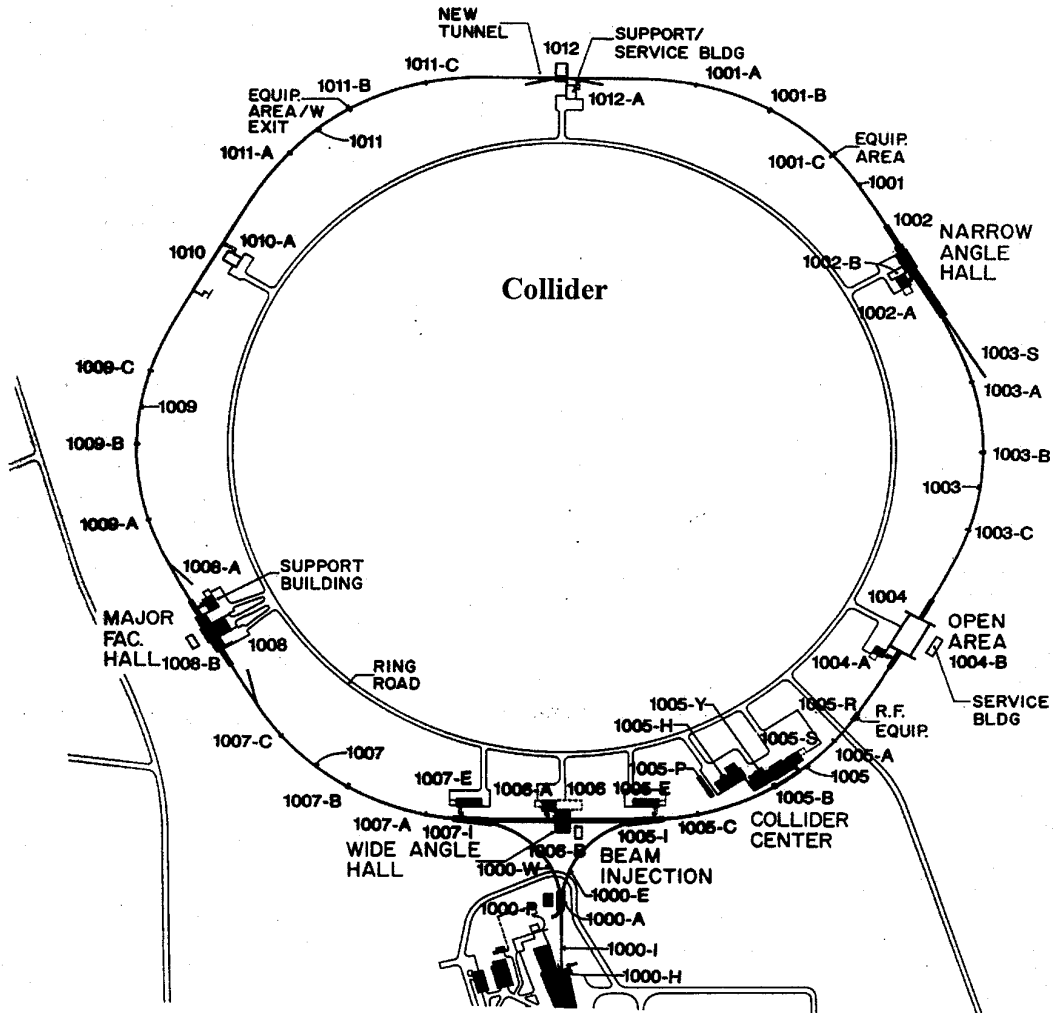 NEW
TUNNEL
1012
SUPPORT/
SERVICE BLDG
1011-C
1001-A
1011-B
EQUIP.
AREA/W
EXIT
1012-A
1001-B
1011
1011-A
1001-C
EQUIP.
AREA
1001
1002
NARROW
ANGLE
HALL
1010
1010-A
1002-B
Collider
1002-A
1003-S
1009-C
1003-A
1009
1009-B
1003-B
1003
1009-A
1003-C
1008-A
SUPPORT
BUILDING
1004
MAJOR
FAC.
HALL
1008
1008-B
OPEN
AREA
1004-A
1004-B
RING
ROAD
1005-Y
1005-R
SERVICE
BLDG
1005-H
R.F.
EQUIP.
1007-C
1005-S
1007
1005-A
1007-E
1006-A
1006
1005-E
1005-P
1005
1007-B
1005-B
1007-A
1007-I
1005-I
1005-C
COLLIDER
CENTER
WIDE ANGLE
HALL
1006-B
1000-W
BEAM
INJECTION
1000-E
1000-P
1000-A
1000-I
1000-H